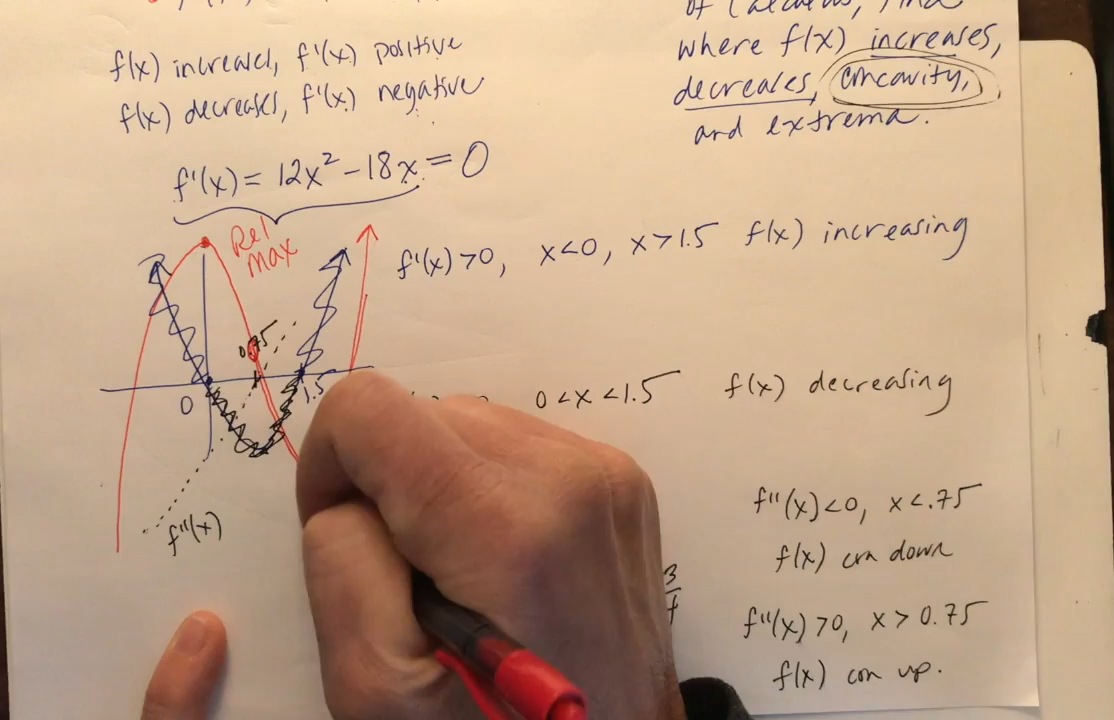 where f(x) increases,
decreases, concavity,
and extrema.
f(x) increases, f'(x) positive
f(x) decreases, f'(x) negative
f'(x) = 12x² - 18x = 0
Rel
max
f'(x) > 0, x < 0, x > 1.5 f(x) increasing
0.75
0
1.5
0 < x < 1.5 f(x) decreasing
f''(x)
f''(x) < 0, x < .75
f(x) con down
3
f''(x) > 0, x > 0.75
f(x) con up.